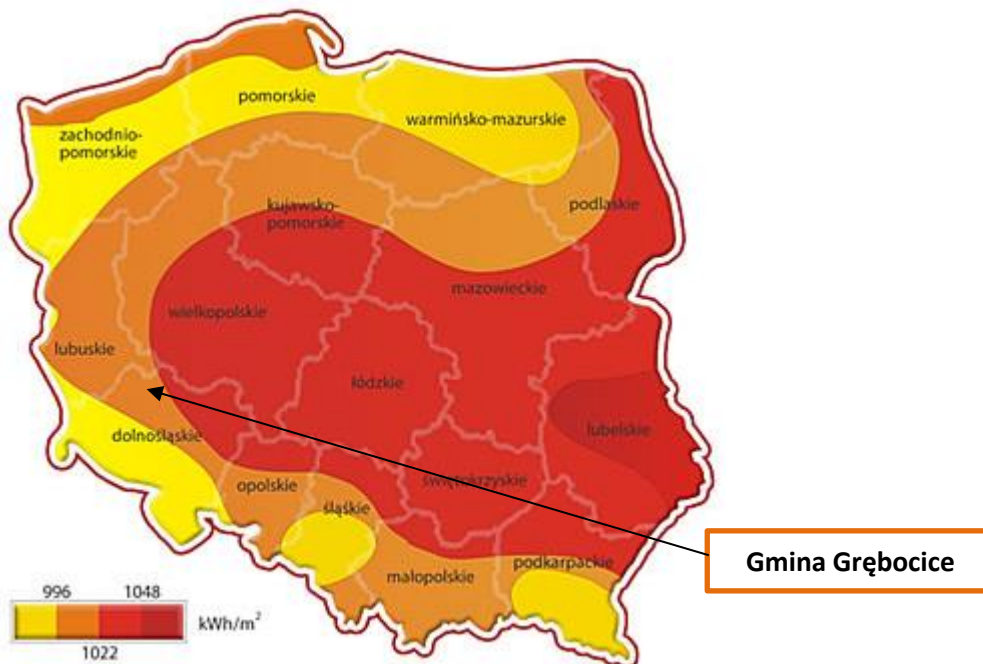 pomorskie
warmińsko-mazurskie
zachodnio-
pomorskie
podlaskie
kujawsko-
pomorskie
mazowieckie
wielkopolskie
lubuskie
łódzkie
lubelskie
dolnośląskie
opolskie
świętokrzyskie
śląśkie
podkarpackie
małopolskie
Gmina Grębocice
996 1048
kWh/m²
1022